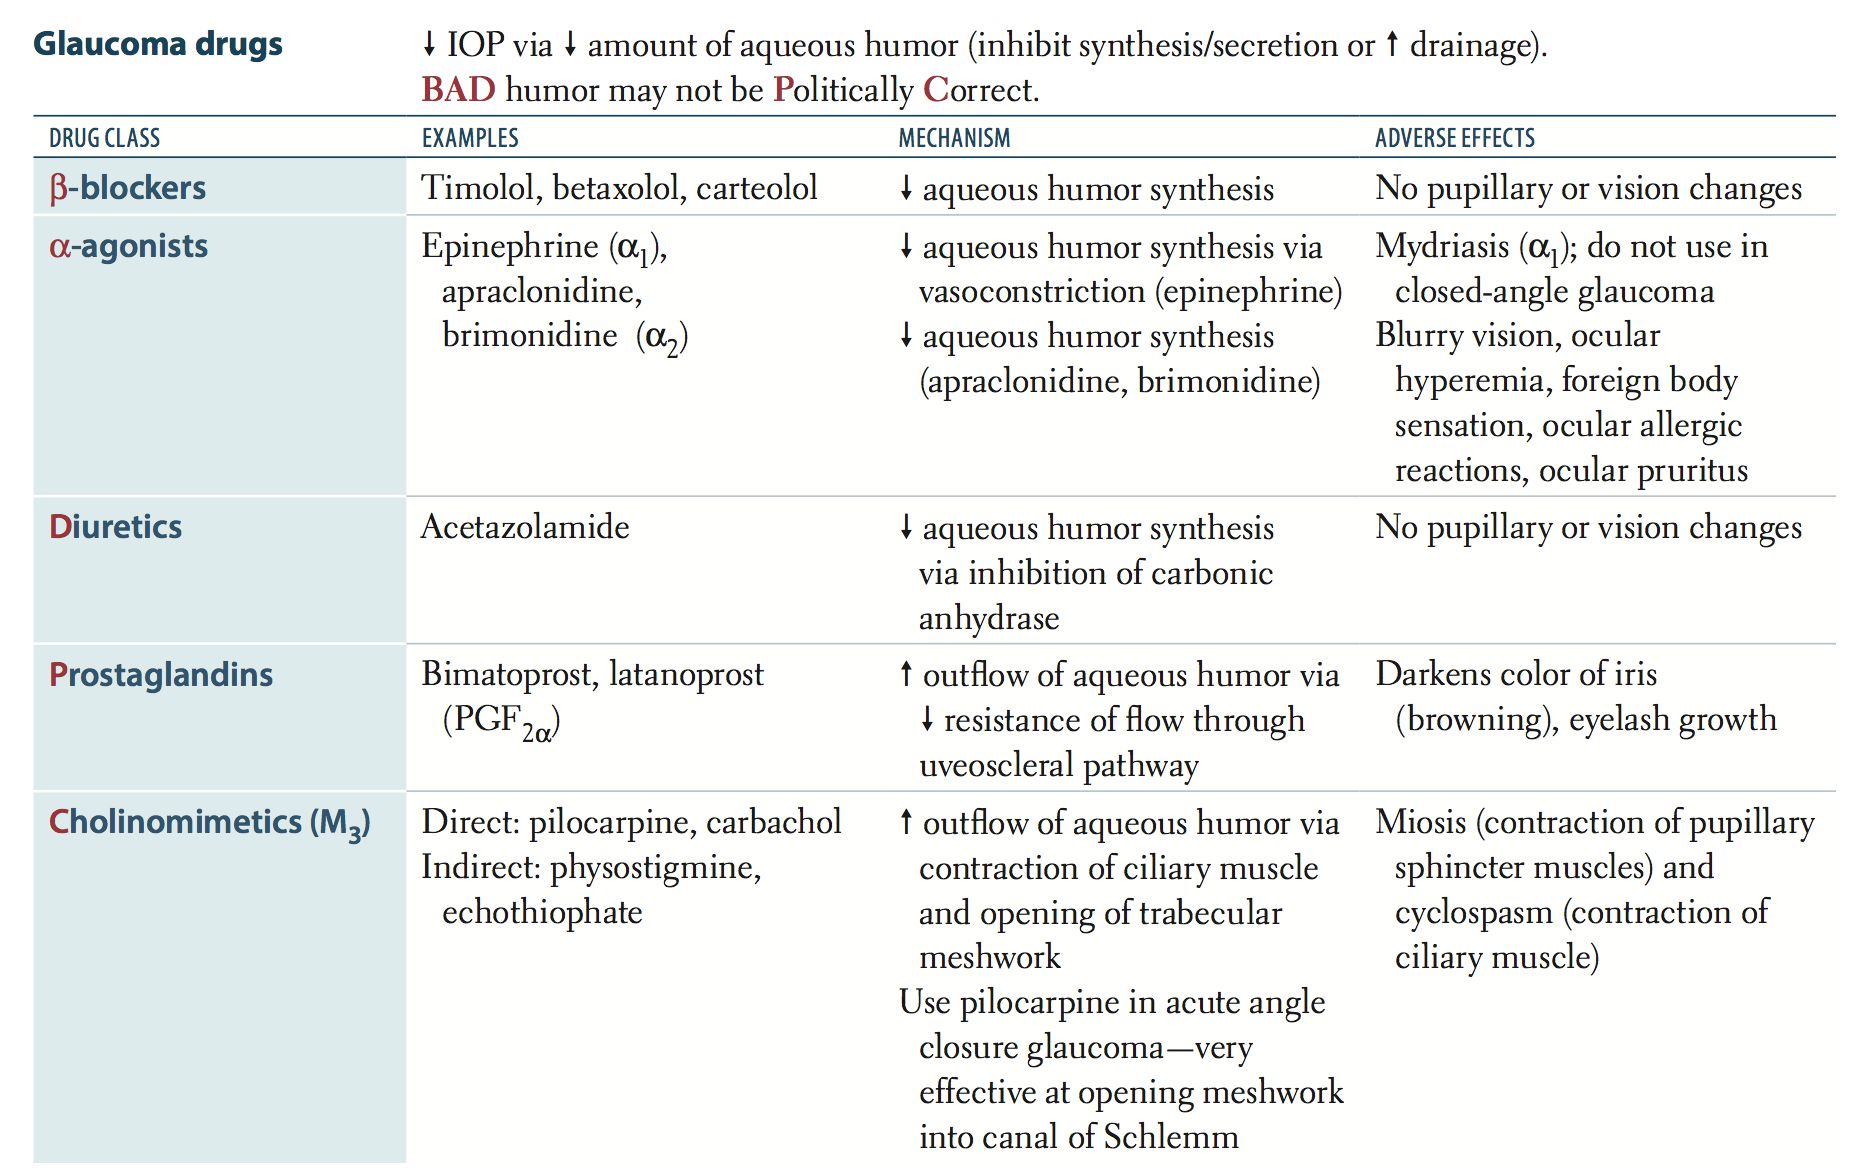 Glaucoma drugs
↓ IOP via ↓ amount of aqueous humor (inhibit synthesis/secretion or ↑ drainage).
BAD humor may not be Politically Correct.
DRUG CLASS EXAMPLES MECHANISM ADVERSE EFFECTS
β-blockers
Timolol, betaxolol, carteolol
↓ aqueous humor synthesis
No pupillary or vision changes
α-agonists
Epinephrine (α1),
apraclonidine,
brimonidine (α2)
↓ aqueous humor synthesis via
vasoconstriction (epinephrine)
↓ aqueous humor synthesis
(apraclonidine, brimonidine)
Mydriasis (α1); do not use in
closed-angle glaucoma
Blurry vision, ocular
hyperemia, foreign body
sensation, ocular allergic
reactions, ocular pruritus
Diuretics
Acetazolamide
↓ aqueous humor synthesis
via inhibition of carbonic
anhydrase
No pupillary or vision changes
Prostaglandins
Bimatoprost, latanoprost
(PGF2α)
↑ outflow of aqueous humor via
↓ resistance of flow through
uveoscleral pathway
Darkens color of iris
(browning), eyelash growth
Cholinomimetics (M3)
Direct: pilocarpine, carbachol
Indirect: physostigmine,
echothiophate
↑ outflow of aqueous humor via
contraction of ciliary muscle
and opening of trabecular
meshwork
Use pilocarpine in acute angle
closure glaucoma—very
effective at opening meshwork
into canal of Schlemm
Miosis (contraction of pupillary
sphincter muscles) and
cyclospasm (contraction of
ciliary muscle)